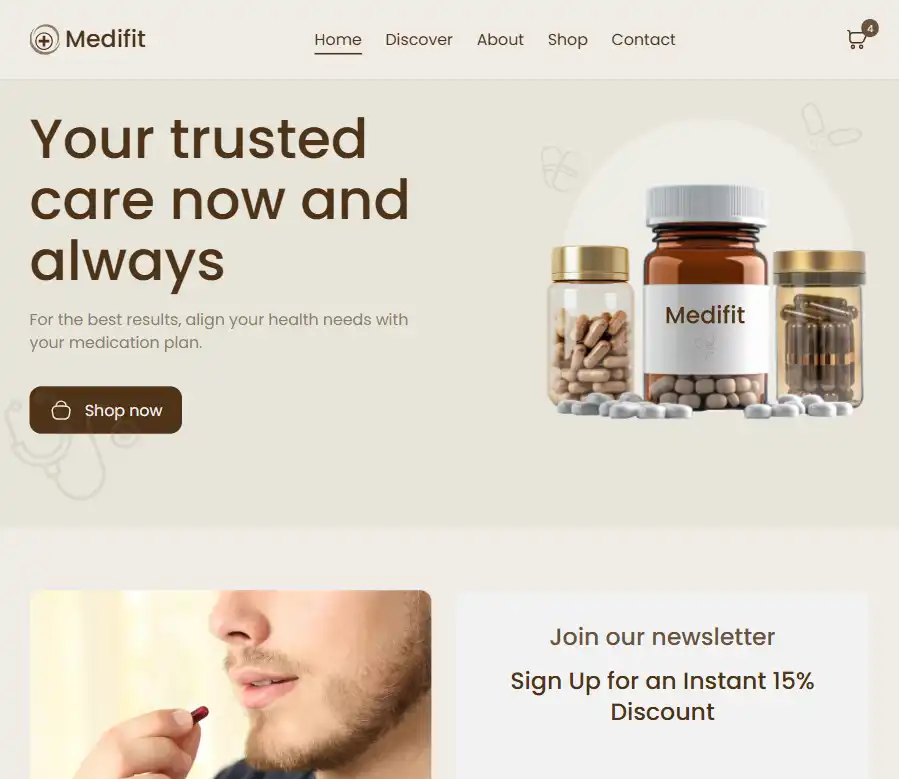 Medifit
Home Discover About Shop Contact
4
Your trusted
care now and
always
For the best results, align your health needs with
your medication plan.
Shop now
Medifit
Join our newsletter
Sign Up for an Instant 15%
Discount